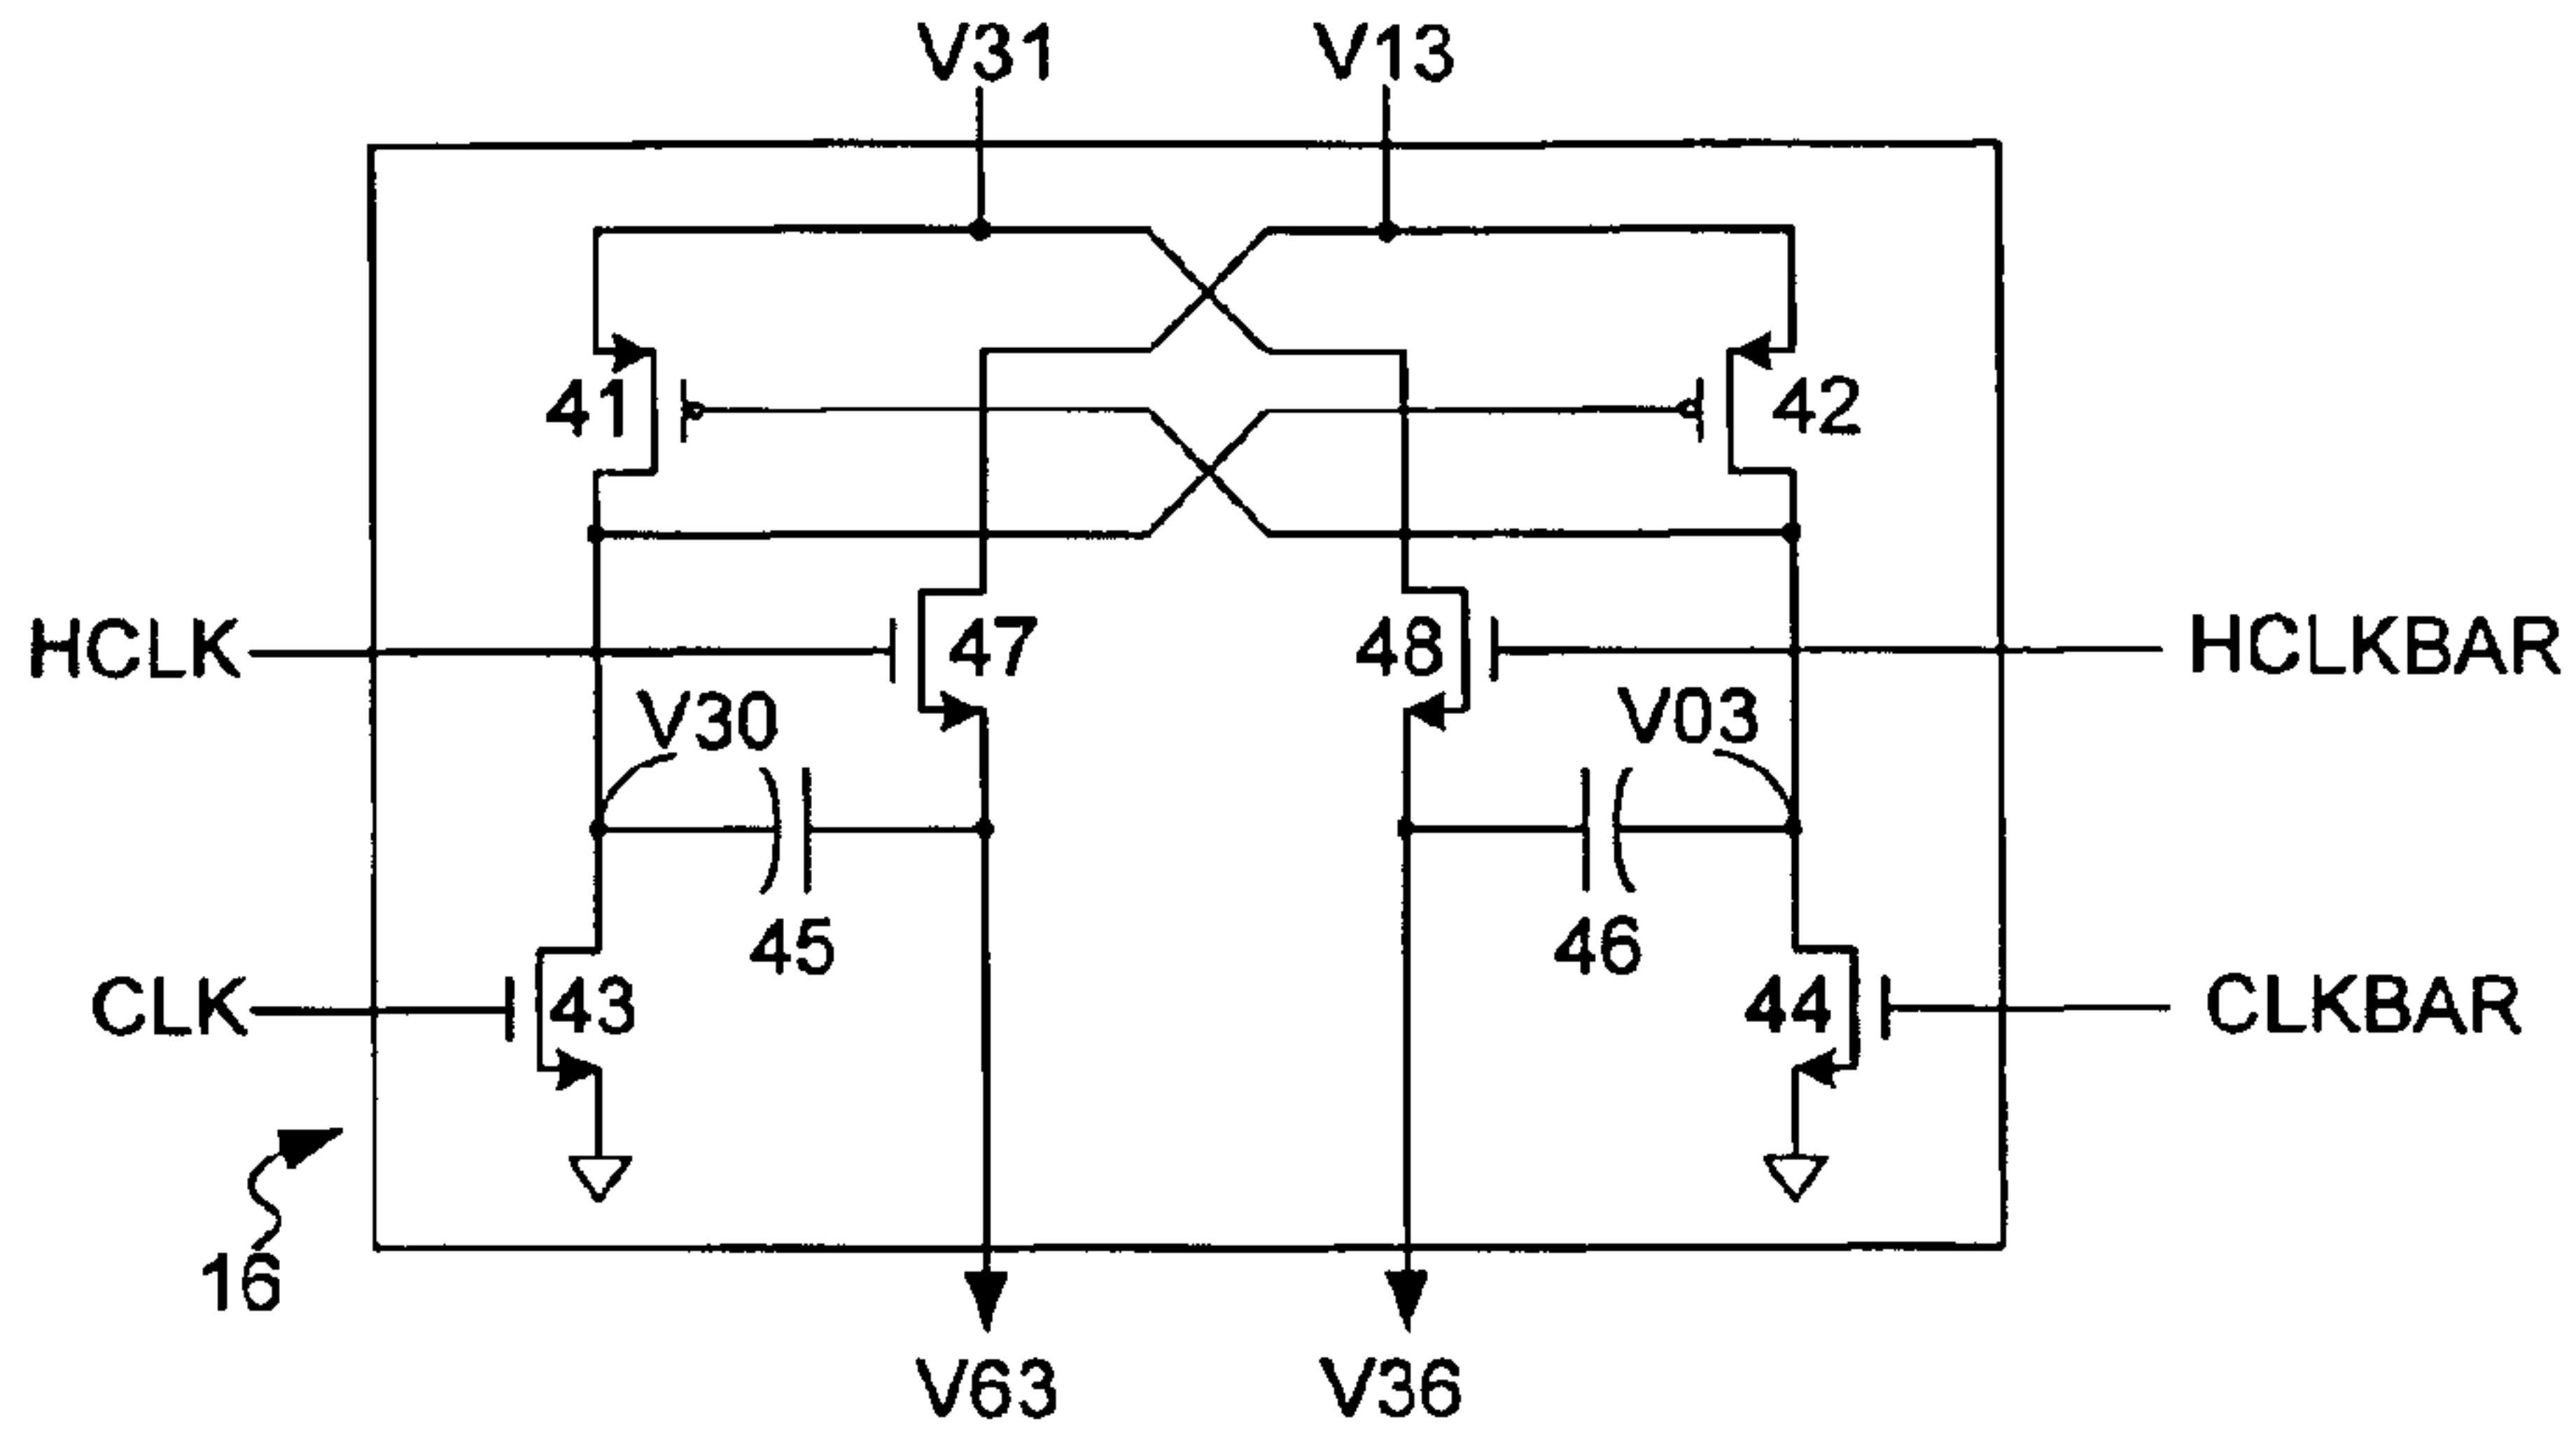 V31 V13
41 42
HCLK 47 48 HCLKBAR
V30 V03
45 46
CLK 43 44 CLKBAR
16
V63 V36